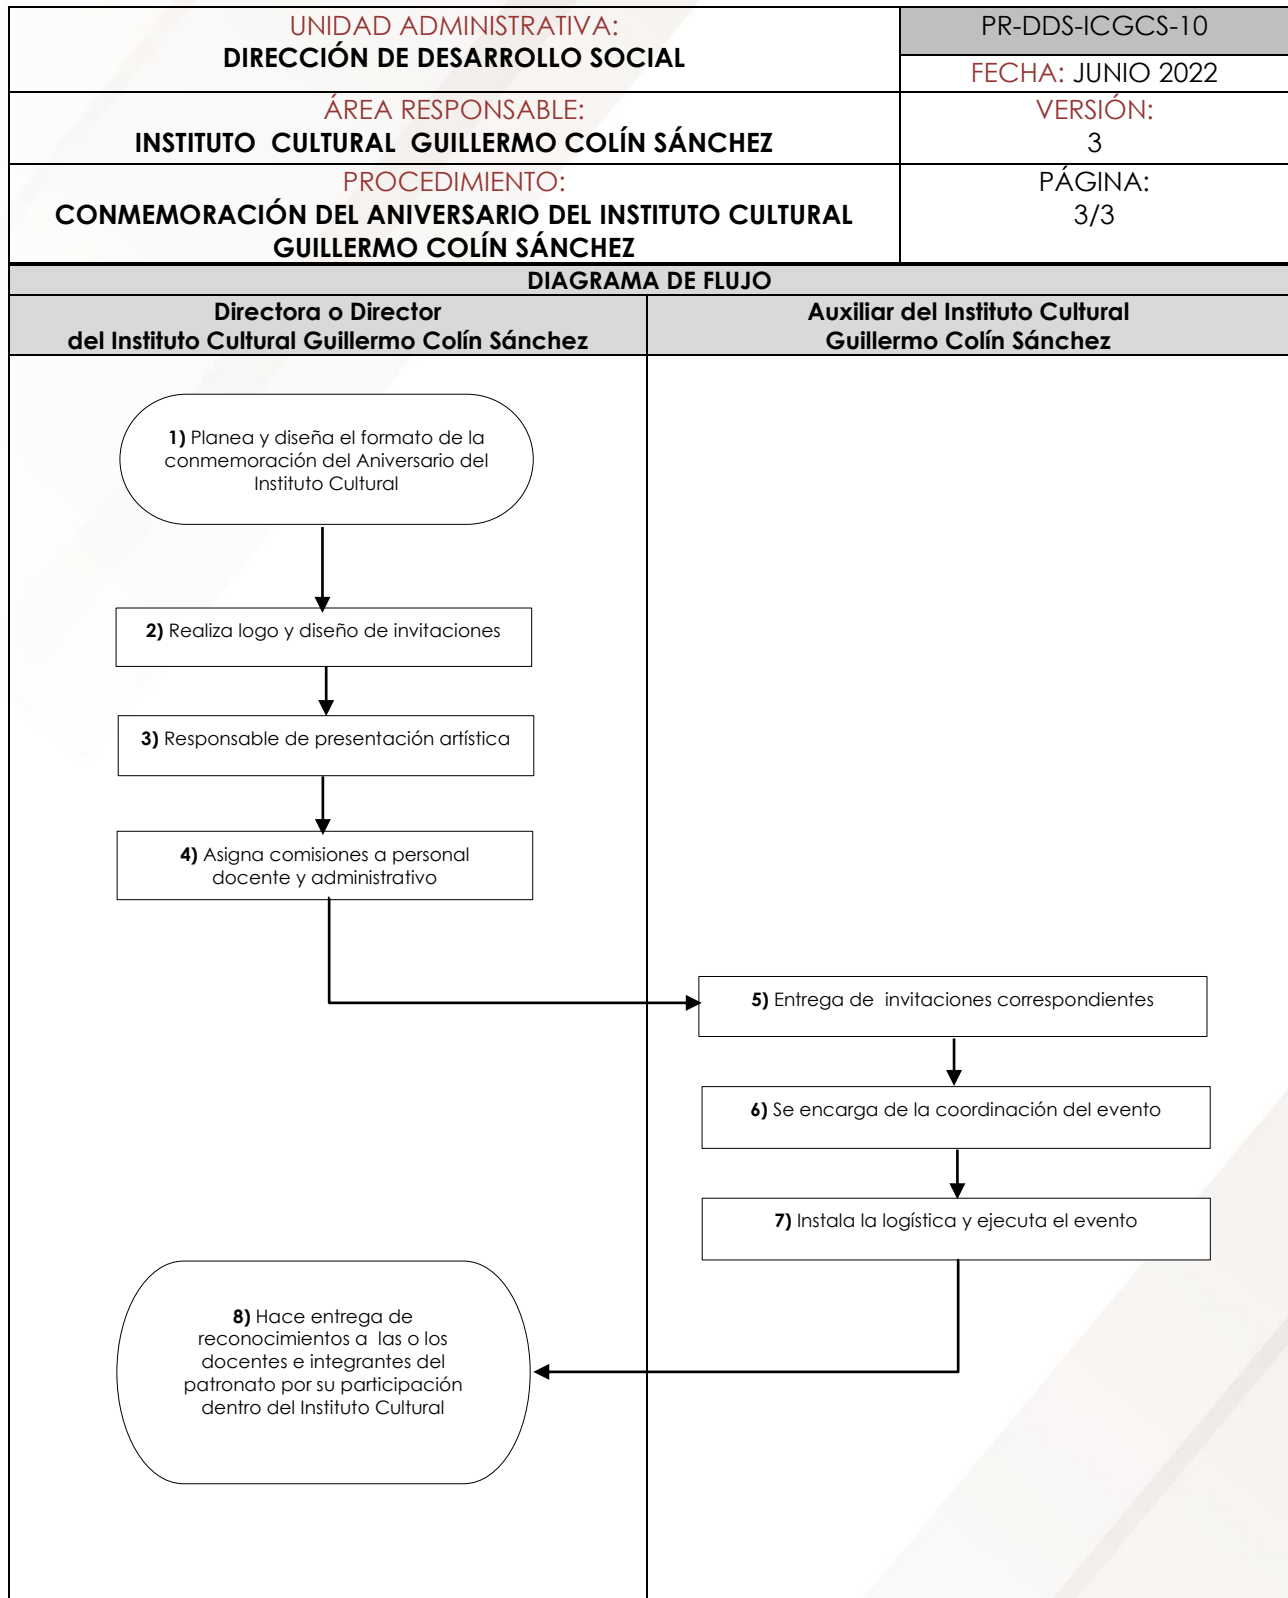 UNIDAD ADMINISTRATIVA:
DIRECCIÓN DE DESARROLLO SOCIAL
PR-DDS-ICGCS-10
FECHA: JUNIO 2022
ÁREA RESPONSABLE:
INSTITUTO CULTURAL GUILLERMO COLÍN SÁNCHEZ
VERSIÓN:
3
PROCEDIMIENTO:
CONMEMORACIÓN DEL ANIVERSARIO DEL INSTITUTO CULTURAL
GUILLERMO COLÍN SÁNCHEZ
PÁGINA:
3/3
DIAGRAMA DE FLUJO
Directora o Director
del Instituto Cultural Guillermo Colín Sánchez
Auxiliar del Instituto Cultural
Guillermo Colín Sánchez
1) Planea y diseña el formato de la
conmemoración del Aniversario del
Instituto Cultural
2) Realiza logo y diseño de invitaciones
3) Responsable de presentación artística
4) Asigna comisiones a personal
docente y administrativo
5) Entrega de invitaciones correspondientes
6) Se encarga de la coordinación del evento
7) Instala la logística y ejecuta el evento
8) Hace entrega de
reconocimientos a las o los
docentes e integrantes del
patronato por su participación
dentro del Instituto Cultural